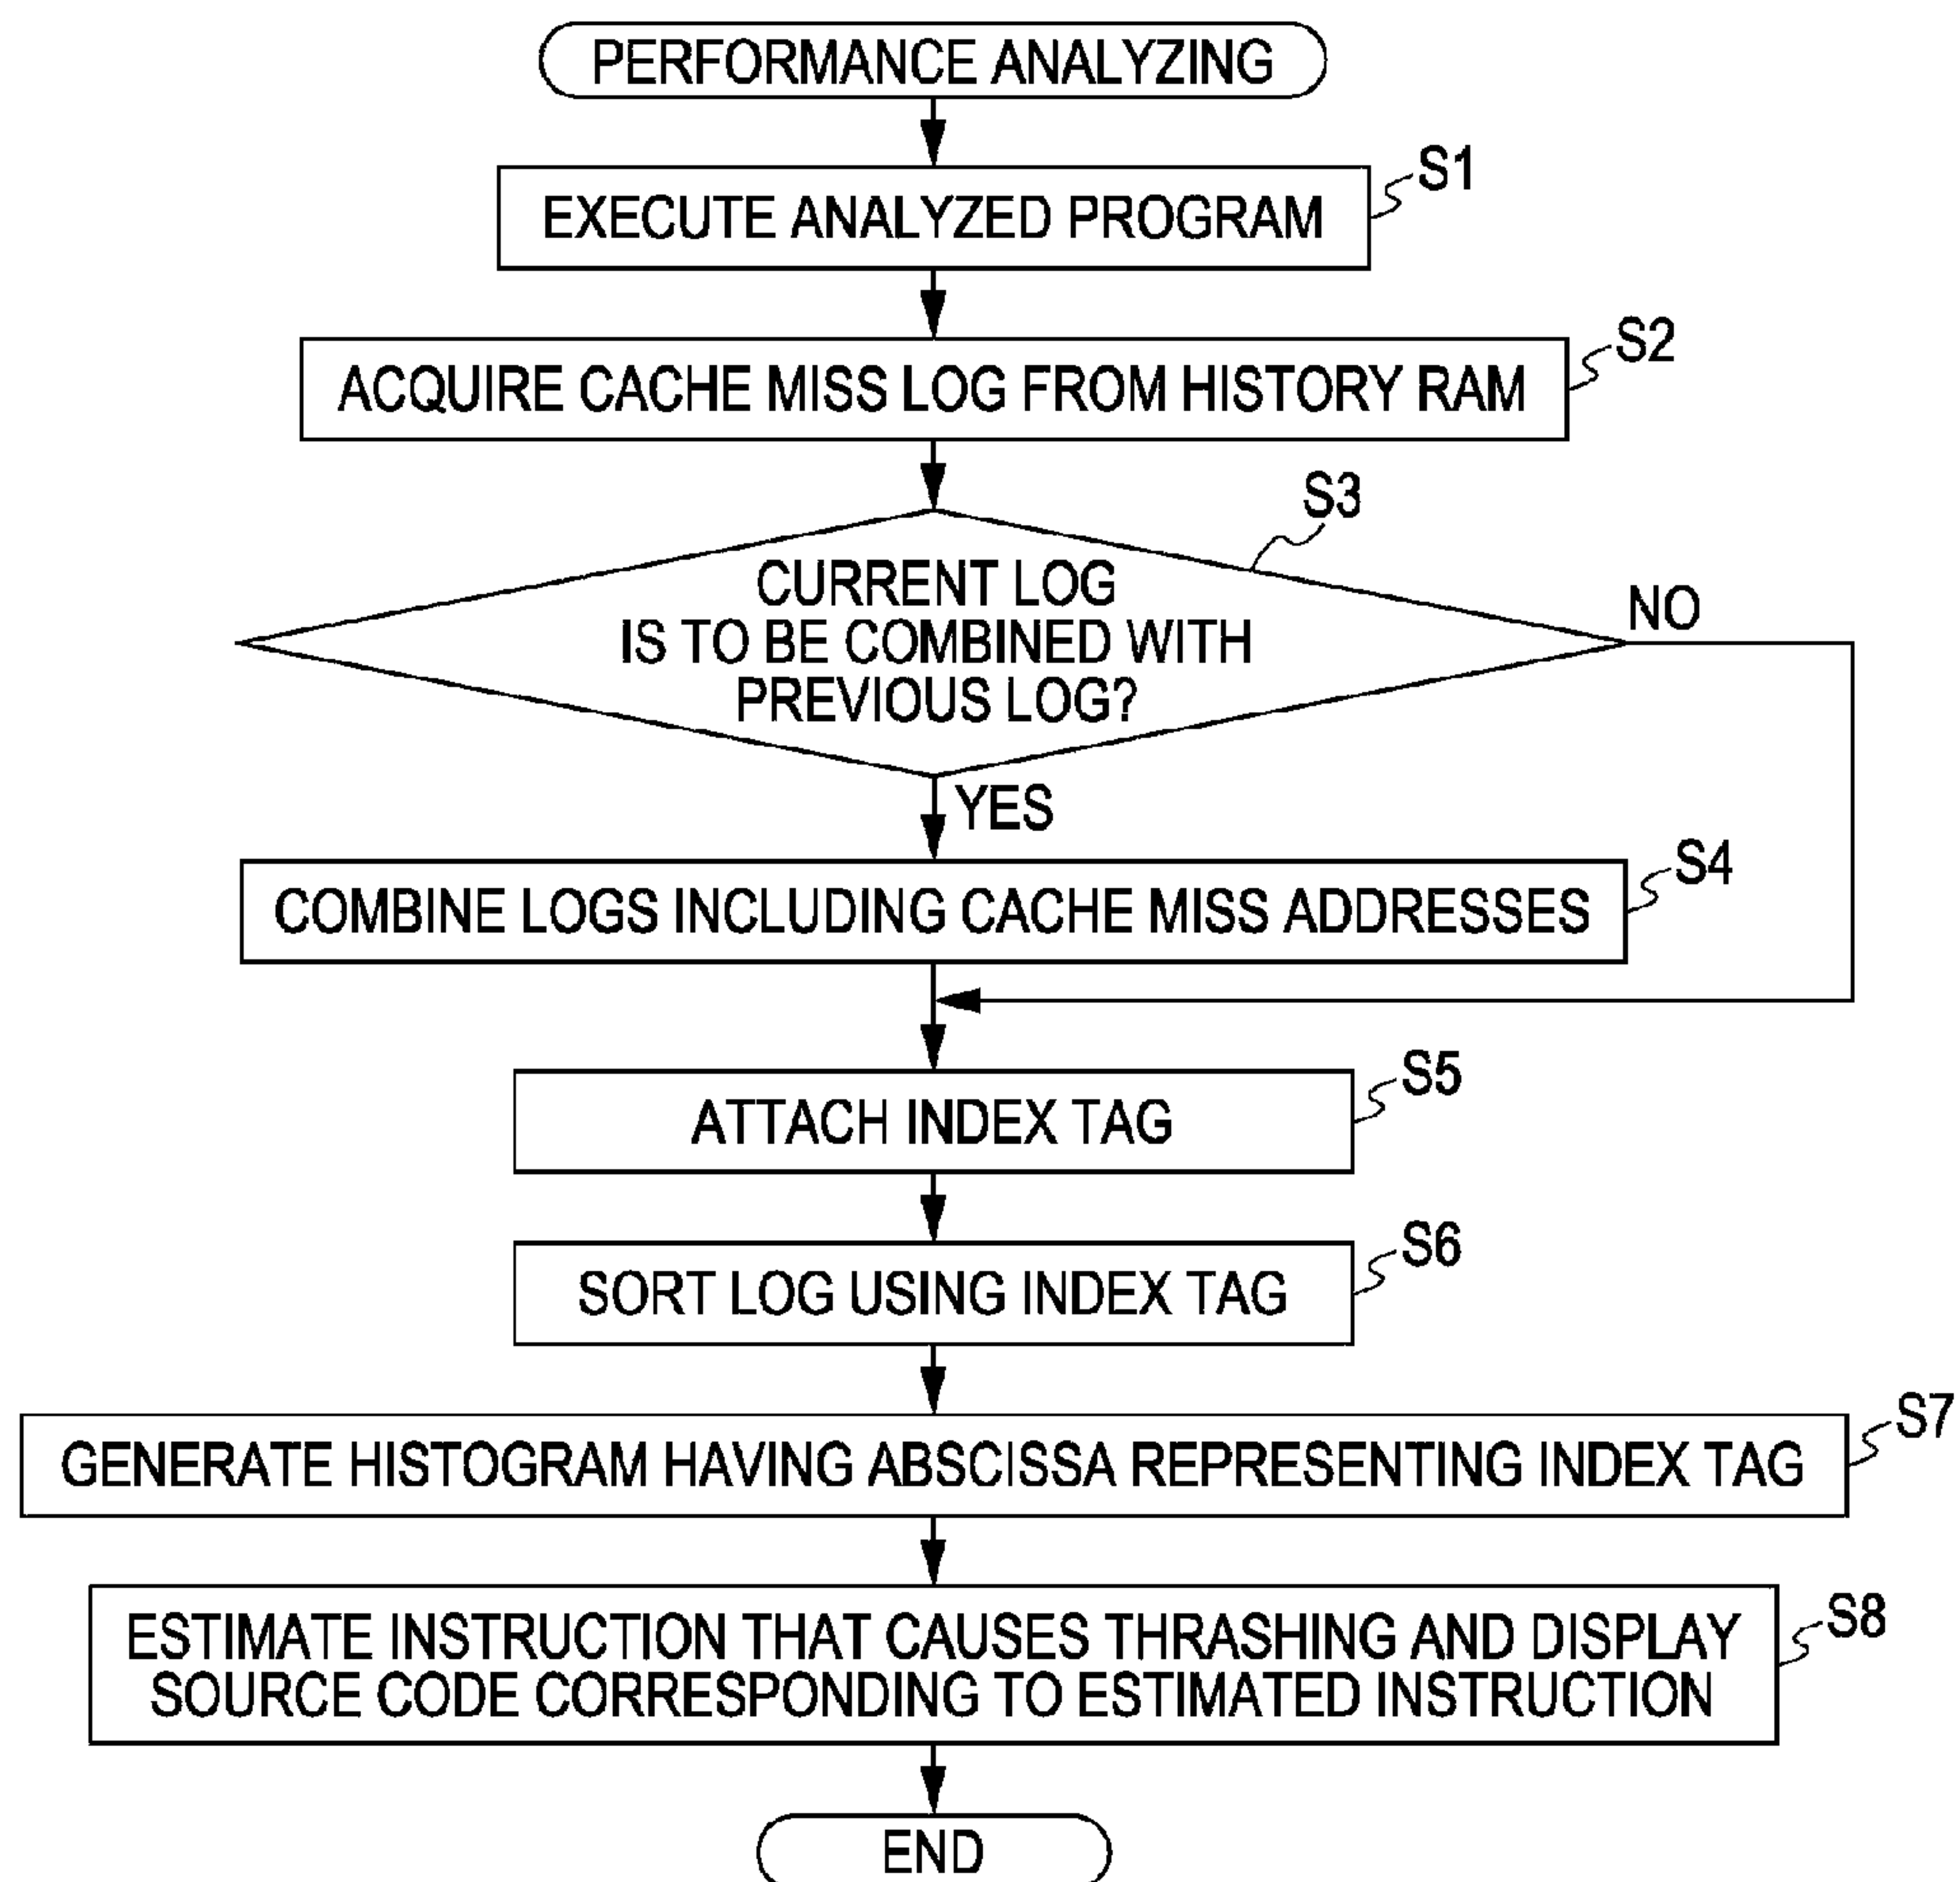 PERFORMANCE ANALYZING
S1
EXECUTE ANALYZED PROGRAM
S2
ACQUIRE CACHE MISS LOG FROM HISTORY RAM
S3
CURRENT LOG
IS TO BE COMBINED WITH
PREVIOUS LOG?
NO
YES
S4
COMBINE LOGS INCLUDING CACHE MISS ADDRESSES
S5
ATTACH INDEX TAG
S6
SORT LOG USING INDEX TAG
S7
GENERATE HISTOGRAM HAVING ABSCISSA REPRESENTING INDEX TAG
S8
ESTIMATE INSTRUCTION THAT CAUSES THRASHING AND DISPLAY
SOURCE CODE CORRESPONDING TO ESTIMATED INSTRUCTION
END